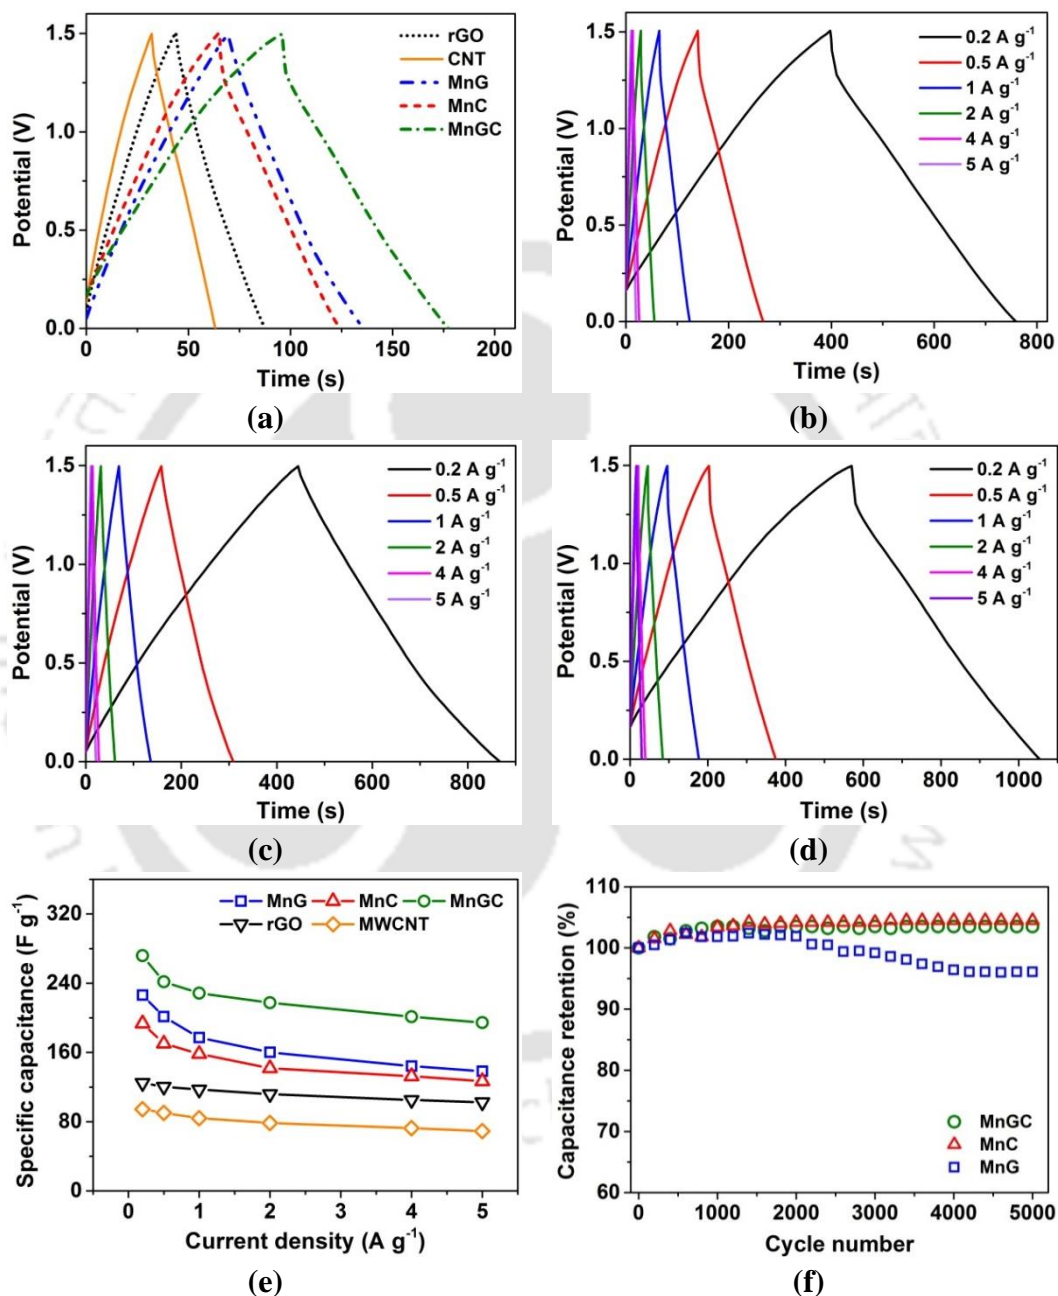 1.5
1.0
0.5
0.0
Potential (V)
rGO
CNT
MnG
MnC
MnGC
0 50 100 150 200
Time (s)
(a)
1.5
1.0
0.5
0.0
Potential (V)
0.2 A g⁻¹
0.5 A g⁻¹
1 A g⁻¹
2 A g⁻¹
4 A g⁻¹
5 A g⁻¹
0 200 400 600 800
Time (s)
(b)
1.5
1.0
0.5
0.0
Potential (V)
0.2 A g⁻¹
0.5 A g⁻¹
1 A g⁻¹
2 A g⁻¹
4 A g⁻¹
5 A g⁻¹
0 200 400 600 800
Time (s)
(c)
1.5
1.0
0.5
0.0
Potential (V)
0.2 A g⁻¹
0.5 A g⁻¹
1 A g⁻¹
2 A g⁻¹
4 A g⁻¹
5 A g⁻¹
0 200 400 600 800 1000
Time (s)
(d)
320
240
160
80
0
Specific capacitance (F g⁻¹)
MnG MnC MnGC
rGO MWCNT
0 1 2 3 4 5
Current density (A g⁻¹)
(e)
110
100
90
80
70
60
Capacitance retention (%)
MnGC
MnC
MnG
0 1000 2000 3000 4000 5000
Cycle number
(f)